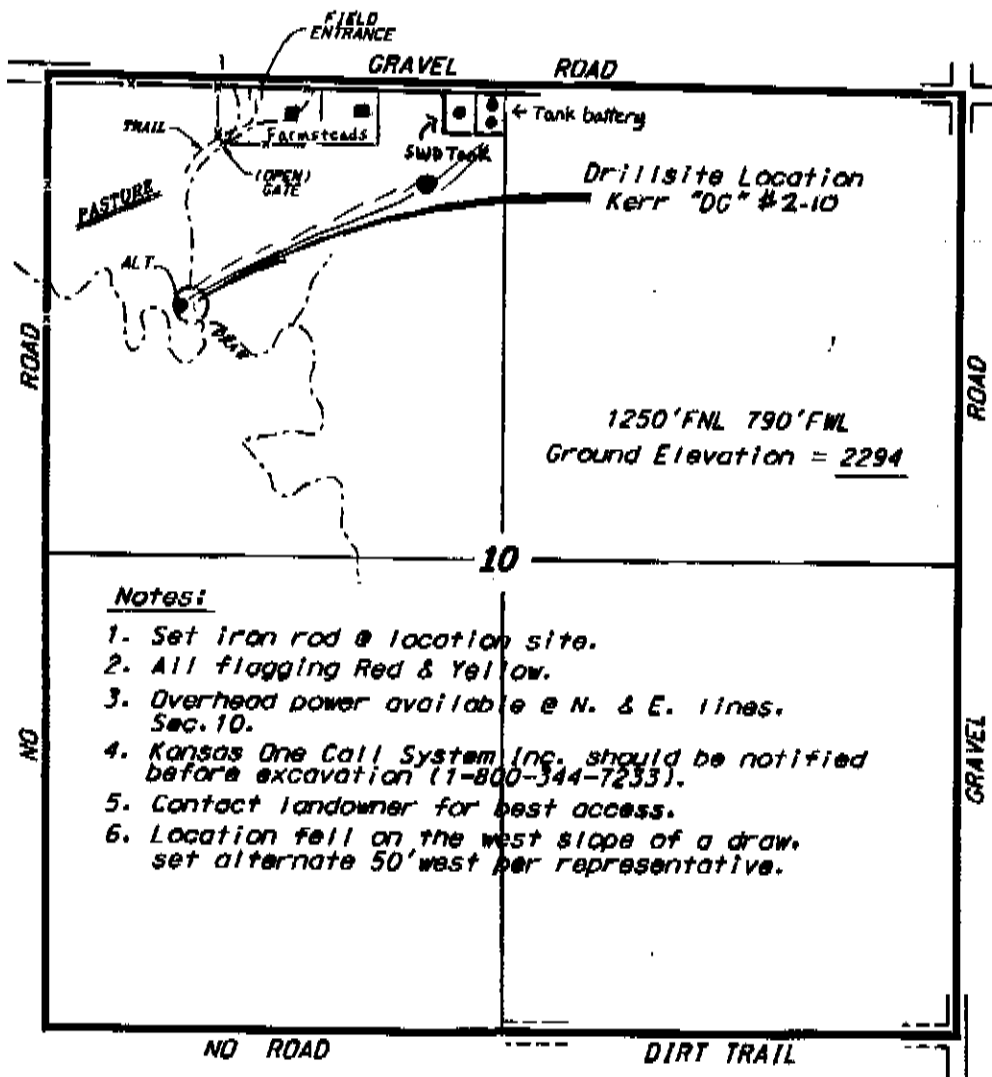 FIELD
ENTRANCE
GRAVEL ROAD
← Tank battery
TRAIL
Farmsteads
SWD Tank
(OPEN)
GATE
PASTURE
Drillsite Location
Kerr "DG" #2-10
ALT.
DRAW
ROAD
ROAD
1250'FNL 790'FWL
Ground Elevation = 2294
10
Notes:
1. Set iron rod @ location site.
2. All flagging Red & Yellow.
3. Overhead power available @ N. & E. lines.
Sec.10.
4. Kansas One Call System Inc. should be notified
before excavation (1-800-344-7233).
5. Contact landowner for best access.
6. Location fell on the west slope of a draw.
set alternate 50'west per representative.
NO
GRAVEL
NO ROAD
DIRT TRAIL